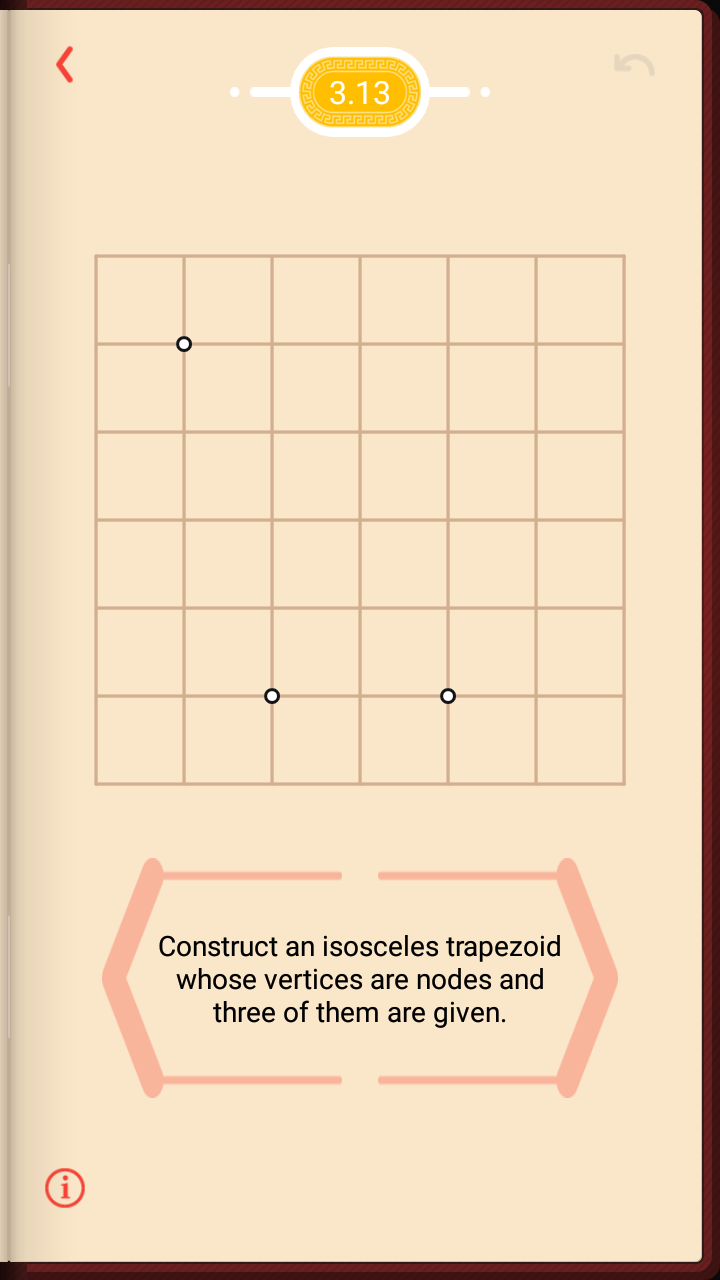 3.13
Construct an isosceles trapezoid
whose vertices are nodes and
three of them are given.
i